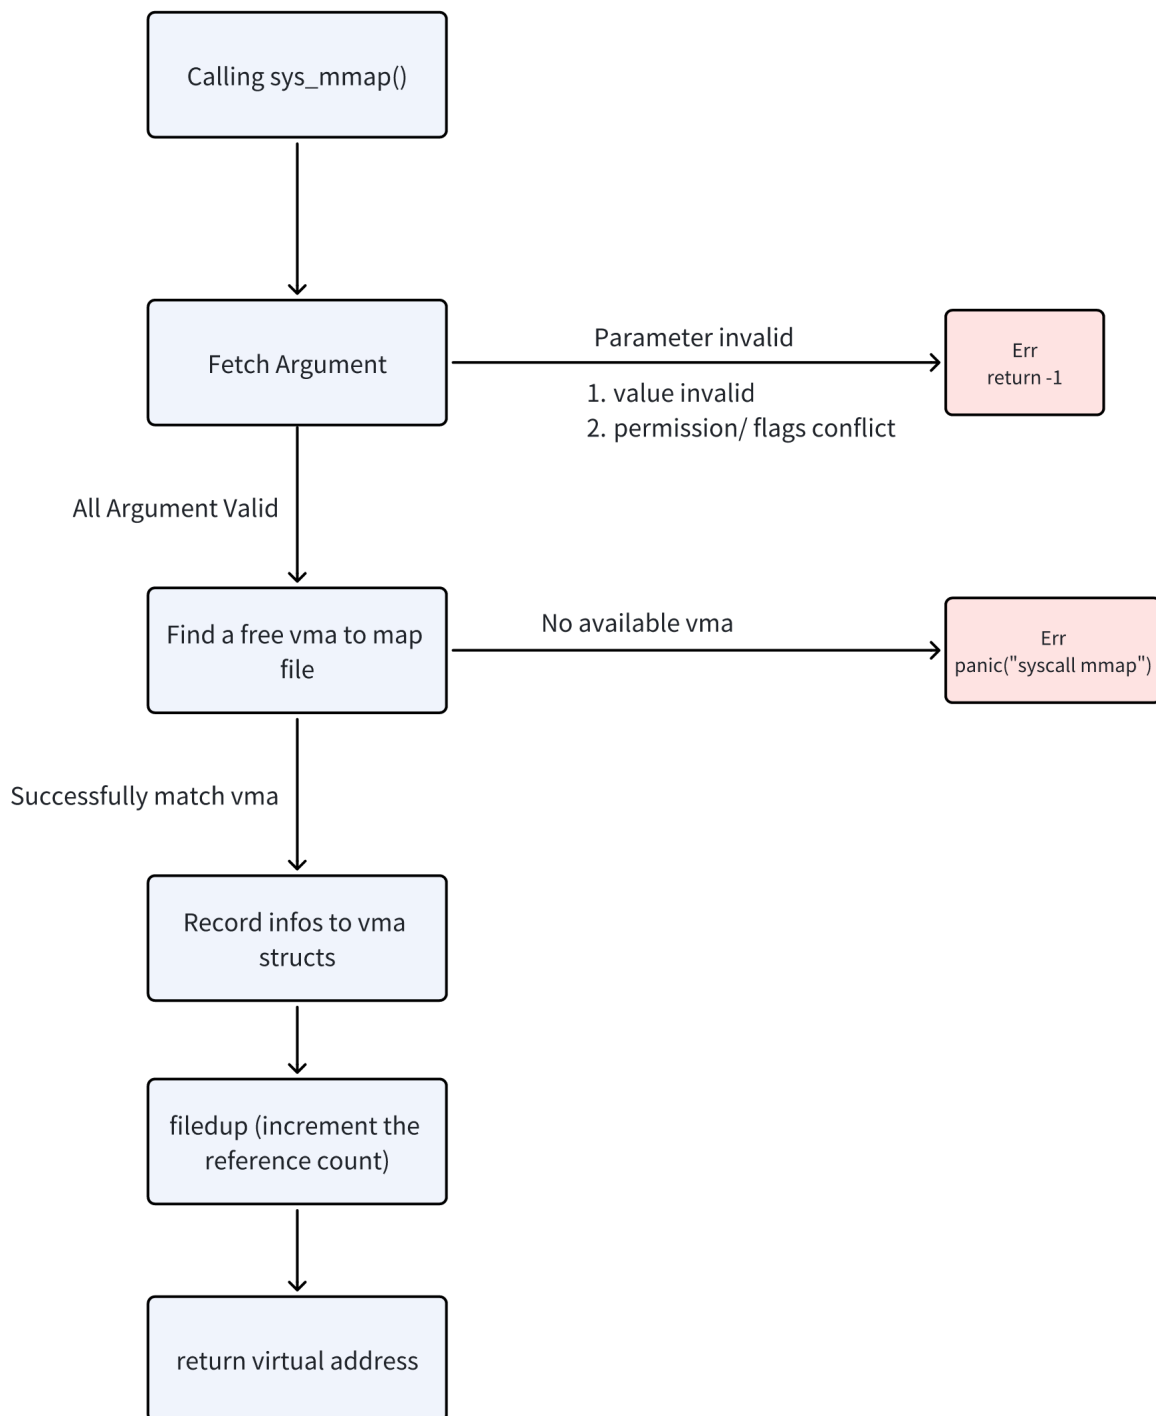 Calling sys_mmap()
Fetch Argument
Parameter invalid
1. value invalid
2. permission/ flags conflict
Err
return -1
All Argument Valid
Find a free vma to map
file
No available vma
Err
panic("syscall mmap")
Successfully match vma
Record infos to vma
structs
filedup (increment the
reference count)
return virtual address